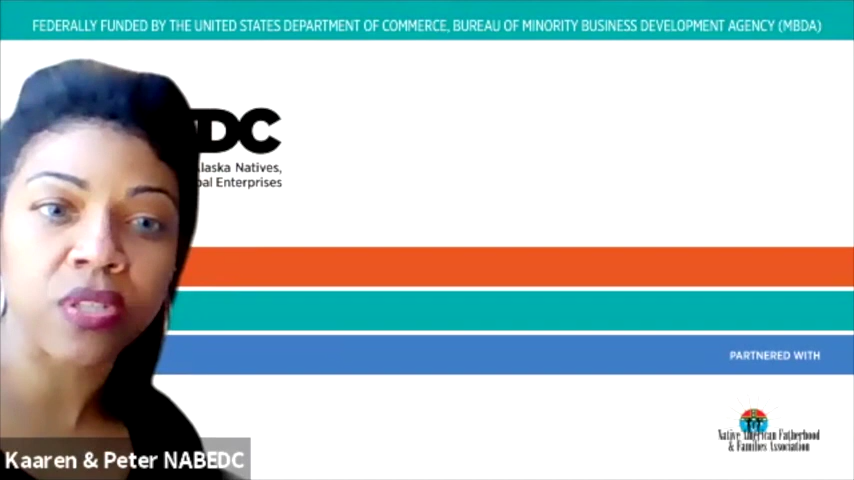 FEDERALLY FUNDED BY THE UNITED STATES DEPARTMENT OF COMMERCE, BUREAU OF MINORITY BUSINESS DEVELOPMENT AGENCY (MBDA)
DC
laska Natives,
bal Enterprises
PARTNERED WITH
Native American Fatherhood
& Families Association
Kaaren & Peter NABEDC